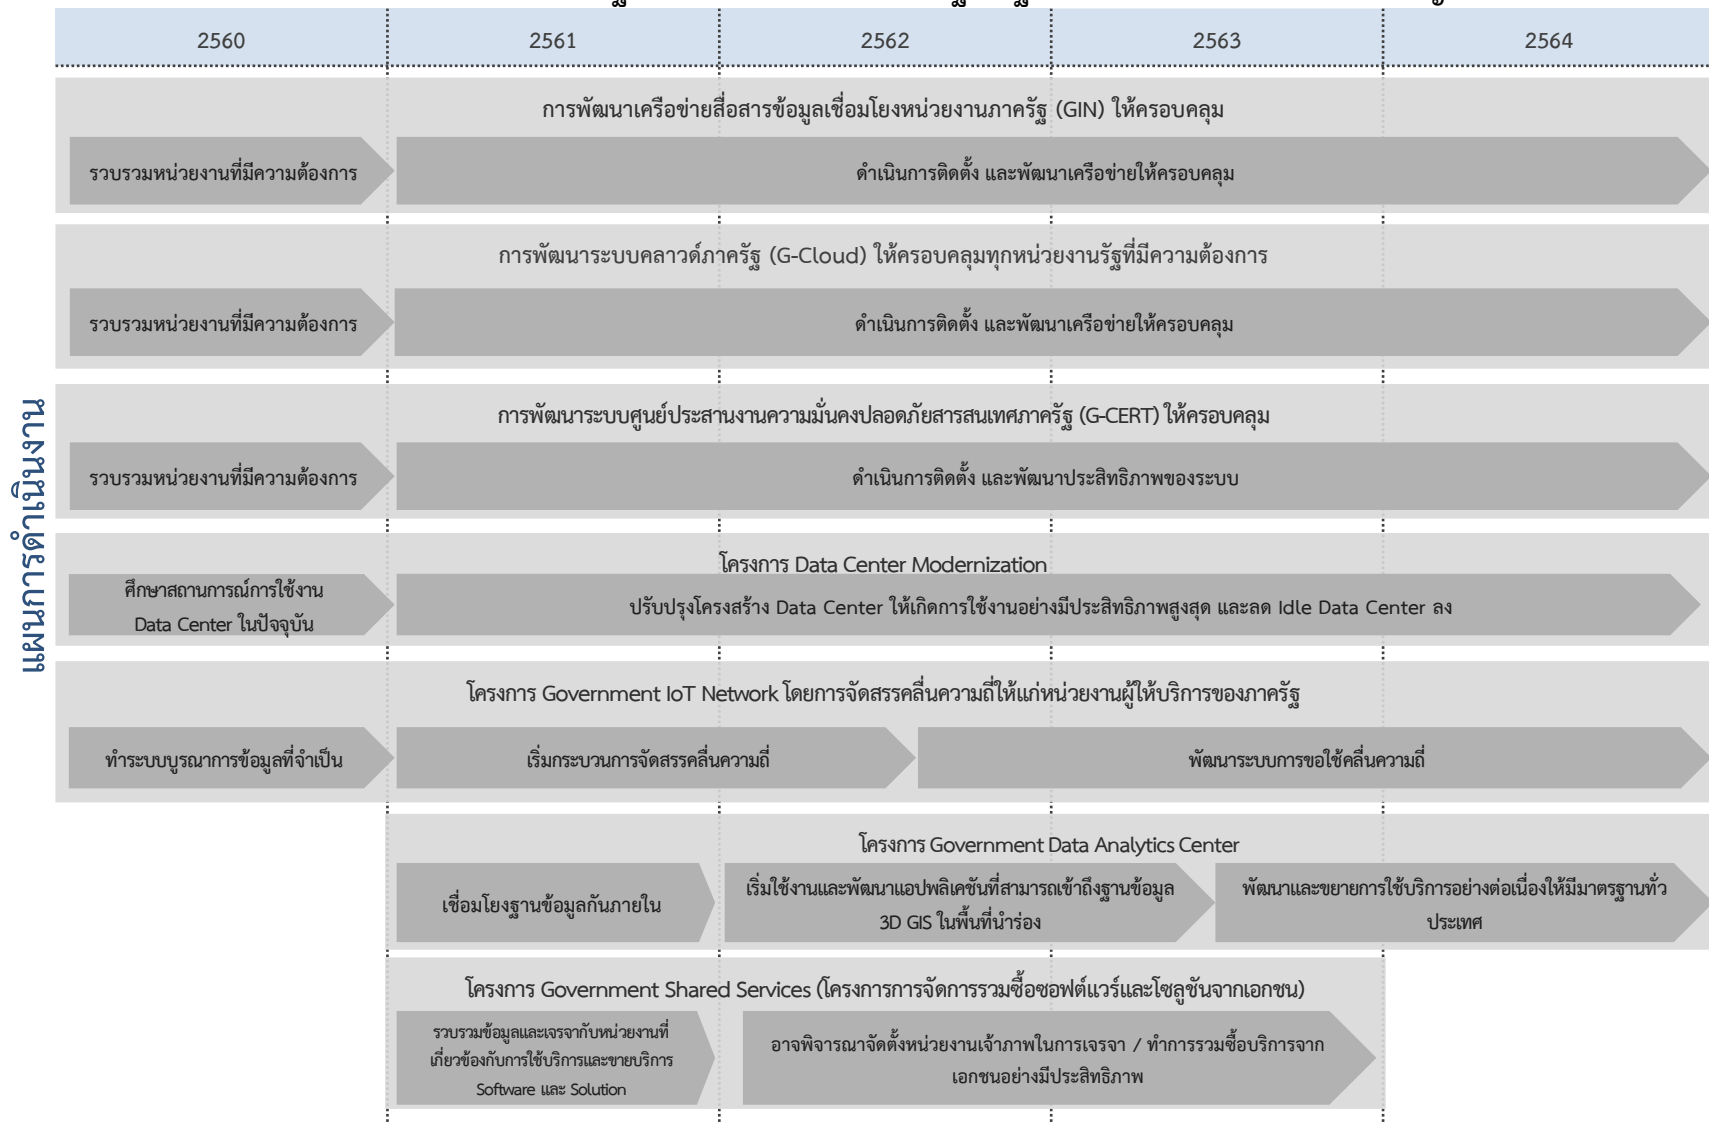 2560
2561
2562
2563
2564
แผนการดำเนินงาน
การพัฒนาเครือข่ายสื่อสารข้อมูลเชื่อมโยงหน่วยงานภาครัฐ (GIN) ให้ครอบคลุม
รวบรวมหน่วยงานที่มีความต้องการ
ดำเนินการติดตั้ง และพัฒนาเครือข่ายให้ครอบคลุม
การพัฒนาระบบคลาวด์ภาครัฐ (G-Cloud) ให้ครอบคลุมทุกหน่วยงานรัฐที่มีความต้องการ
รวบรวมหน่วยงานที่มีความต้องการ
ดำเนินการติดตั้ง และพัฒนาเครือข่ายให้ครอบคลุม
การพัฒนาระบบศูนย์ประสานงานความมั่นคงปลอดภัยสารสนเทศภาครัฐ (G-CERT) ให้ครอบคลุม
รวบรวมหน่วยงานที่มีความต้องการ
ดำเนินการติดตั้ง และพัฒนาประสิทธิภาพของระบบ
โครงการ Data Center Modernization
ศึกษาสถานการณ์การใช้งาน
Data Center ในปัจจุบัน
ปรับปรุงโครงสร้าง Data Center ให้เกิดการใช้งานอย่างมีประสิทธิภาพสูงสุด และลด Idle Data Center ลง
โครงการ Government IoT Network โดยการจัดสรรคลื่นความถี่ให้แก่หน่วยงานผู้ให้บริการของภาครัฐ
ทำระบบบูรณาการข้อมูลที่จำเป็น
เริ่มกระบวนการจัดสรรคลื่นความถี่
พัฒนาระบบการขอใช้คลื่นความถี่
โครงการ Government Data Analytics Center
เชื่อมโยงฐานข้อมูลกันภายใน
เริ่มใช้งานและพัฒนาแอปพลิเคชันที่สามารถเข้าถึงฐานข้อมูล
3D GIS ในพื้นที่นำร่อง
พัฒนาและขยายการใช้บริการอย่างต่อเนื่องให้มีมาตรฐานทั่ว
ประเทศ
โครงการ Government Shared Services (โครงการการจัดการรวมซื้อซอฟต์แวร์และโซลูชันจากเอกชน)
รวบรวมข้อมูลและเจรจากับหน่วยงานที่
เกี่ยวข้องกับการใช้บริการและขายบริการ
Software และ Solution
อาจพิจารณาจัดตั้งหน่วยงานเจ้าภาพในการเจรจา / ทำการรวมซื้อบริการจาก
เอกชนอย่างมีประสิทธิภาพ